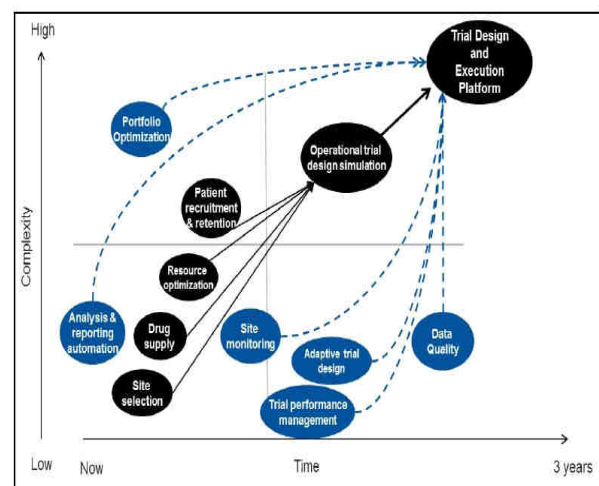 High
Trial Design
and
Execution
Platform
Portfolio
Optimization
Operational trial
design simulation
Patient
recruitment
& retention
Complexity
Resource
optimization
Analysis &
reporting
automation
Drug
supply
Site
monitoring
Data
Quality
Adaptive trial
design
Site
selection
Trial performance
management
Low
Now
Time
3 years